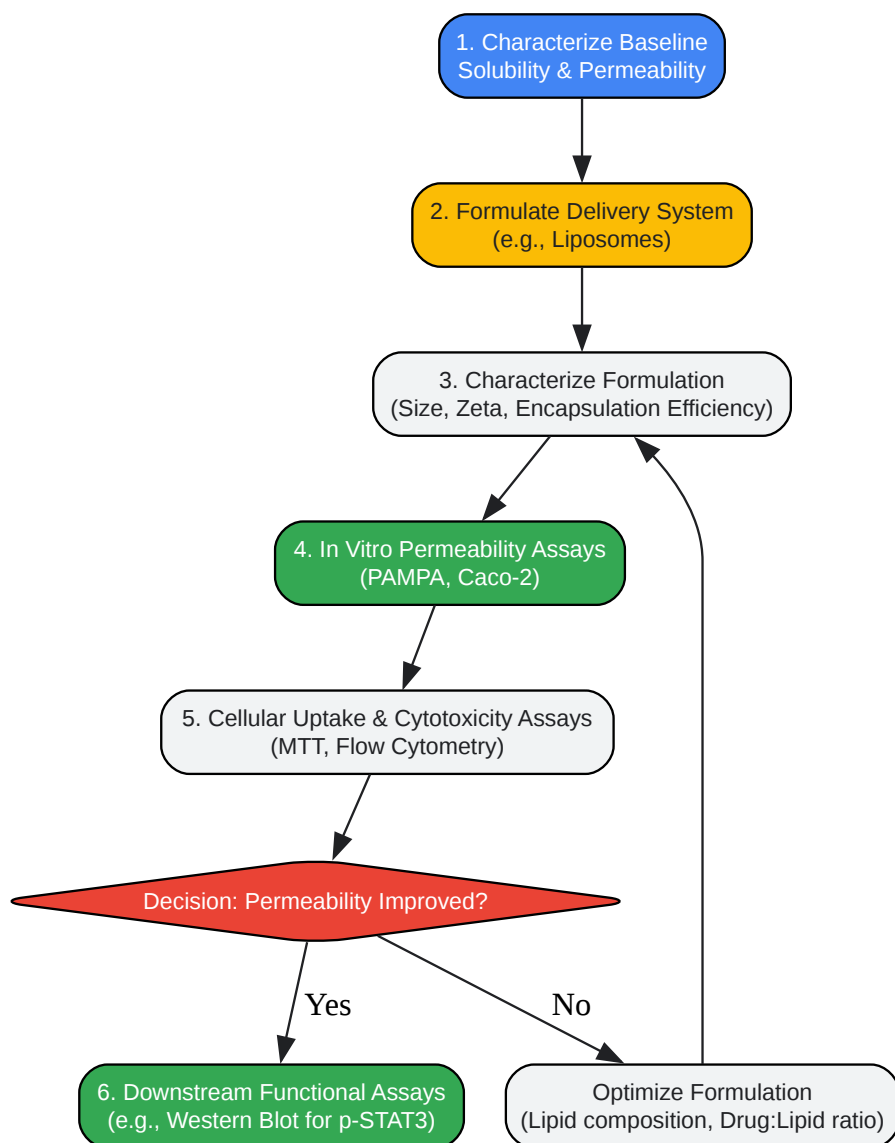 1. Characterize Baseline
Solubility & Permeability
2. Formulate Delivery System
(e.g., Liposomes)
3. Characterize Formulation
(Size, Zeta, Encapsulation Efficiency)
4. In Vitro Permeability Assays
(PAMPA, Caco-2)
5. Cellular Uptake & Cytotoxicity Assays
(MTT, Flow Cytometry)
Decision: Permeability Improved?
Yes
No
6. Downstream Functional Assays
(e.g., Western Blot for p-STAT3)
Optimize Formulation
(Lipid composition, Drug:Lipid ratio)